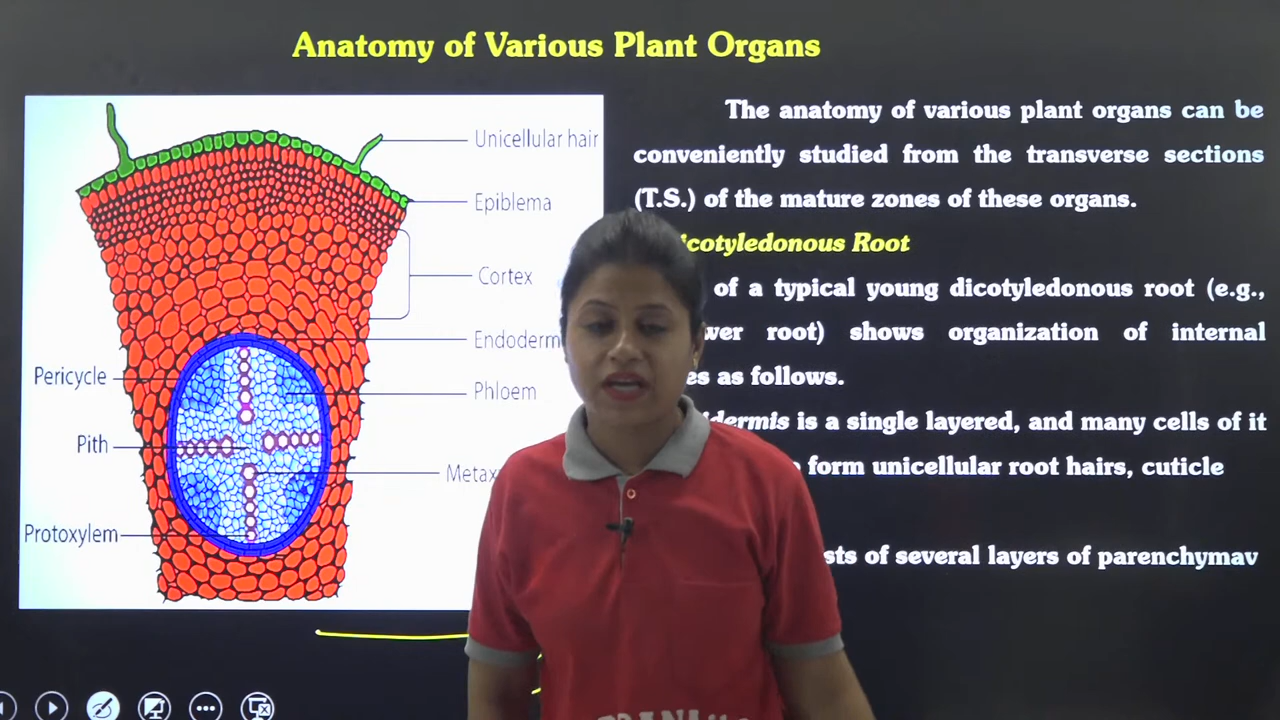 Anatomy of Various Plant Organs
Unicellular hair
Epiblema
Cortex
Endoderm
Phloem
Pericycle
Pith
Metax
Protoxylem
The anatomy of various plant organs can be
conveniently studied from the transverse sections
(T.S.) of the mature zones of these organs.
icotyledonous Root
of a typical young dicotyledonous root (e.g.,
wer root) shows organization of internal
es as follows.
idermis is a single layered, and many cells of it
form unicellular root hairs, cuticle
sts of several layers of parenchymav